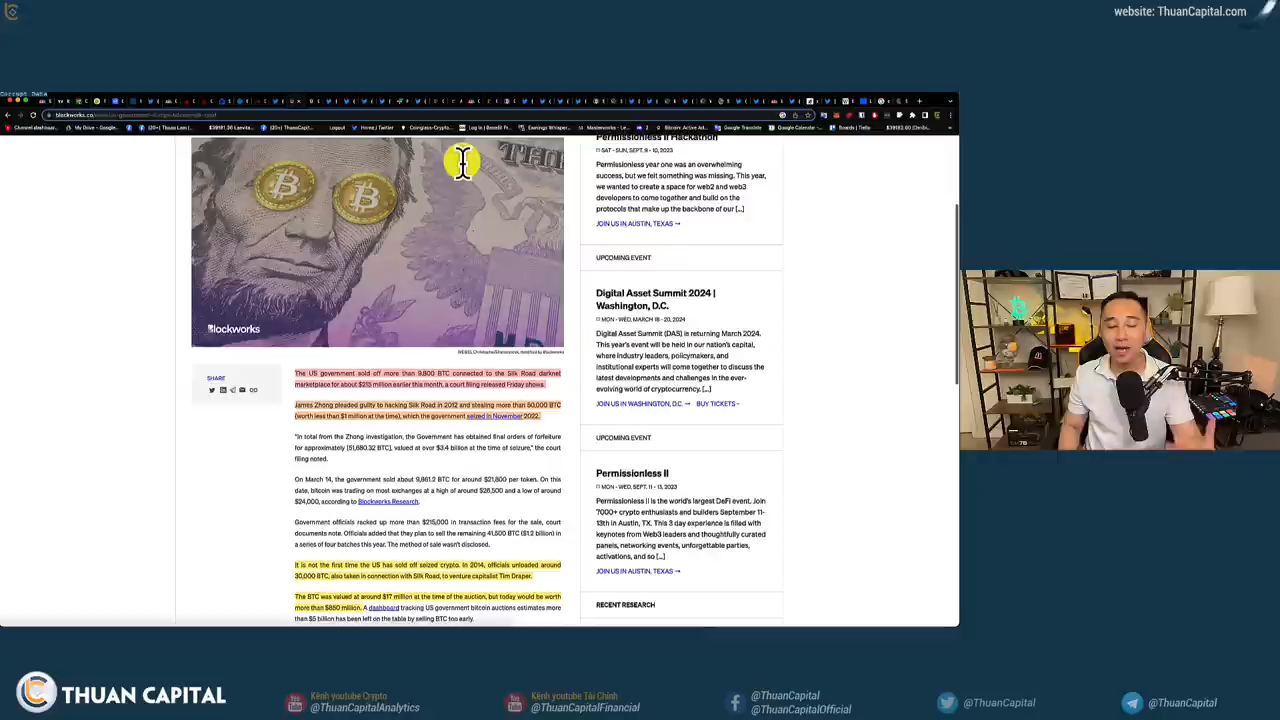 website: ThuanCapital.com
Corrupt Data
THE
Blockworks
WEBEL Christophe/Shutterstock, modified by Blockworks
SHARE
The US government sold off more than 9,800 BTC connected to the Silk Road darknet
marketplace for about $215 million earlier this month, a court filing released Friday shows.
James Zhong pleaded guilty to hacking Silk Road in 2012 and stealing more than 50,000 BTC
(worth less than $1 million at the time), which the government seized in November 2022.
"In total from the Zhong investigation, the Government has obtained final orders of forfeiture
for approximately (51,680.32 BTC), valued at over $3.4 billion at the time of seizure," the court
filing noted.
On March 14, the government sold about 9,861.2 BTC for around $21,800 per token. On this
date, bitcoin was trading on most exchanges at a high of around $26,500 and a low of around
$24,000, according to Blockworks Research.
Government officials racked up more than $215,000 in transaction fees for the sale, court
documents note. Officials added that they plan to sell the remaining 41,500 BTC ($1.2 billion) in
a series of four batches this year. The method of sale wasn't disclosed.
It is not the first time the US has sold off seized crypto. In 2014, officials unloaded around
30,000 BTC, also taken in connection with Silk Road, to venture capitalist Tim Draper.
The BTC was valued at around $17 million at the time of the auction, but today would be worth
more than $850 million. A dashboard tracking US government bitcoin auctions estimates more
than $5 billion has been left on the table by selling BTC too early.
Permissionless II Hackathon
SAT - SUN, SEPT. 9 - 10, 2023
Permissionless year one was an overwhelming
success, but we felt something was missing. This year,
we wanted to create a space for web2 and web3
developers to come together and build on the
protocols that make up the backbone of our [...]
JOIN US IN AUSTIN, TEXAS →
UPCOMING EVENT
Digital Asset Summit 2024 |
Washington, D.C.
MON - WED, MARCH 18 - 20, 2024
Digital Asset Summit (DAS) is returning March 2024.
This year's event will be held in our nation's capital,
where industry leaders, policymakers, and
institutional experts will come together to discuss the
latest developments and challenges in the ever-
evolving world of cryptocurrency. [...]
JOIN US IN WASHINGTON, D.C. → BUY TICKETS→
UPCOMING EVENT
Permissionless II
MON - WED, SEPT. 11 - 13, 2023
Permissionless II is the world's largest DeFi event. Join
7000+ crypto enthusiasts and builders September 11-
13th in Austin, TX. This 3 day experience is filled with
keynotes from Web3 leaders and thoughtfully curated
panels, networking events, unforgettable parties,
activations, and so [...]
JOIN US IN AUSTIN, TEXAS →
RECENT RESEARCH
THUAN CAPITAL
Kênh youtube Crypto
@ThuanCapitalAnalytics
Kênh youtube Tài Chính
@ThuanCapitalFinancial
@ThuanCapital
@ThuanCapitalOfficial
@ThuanCapital
@ThuanCapital